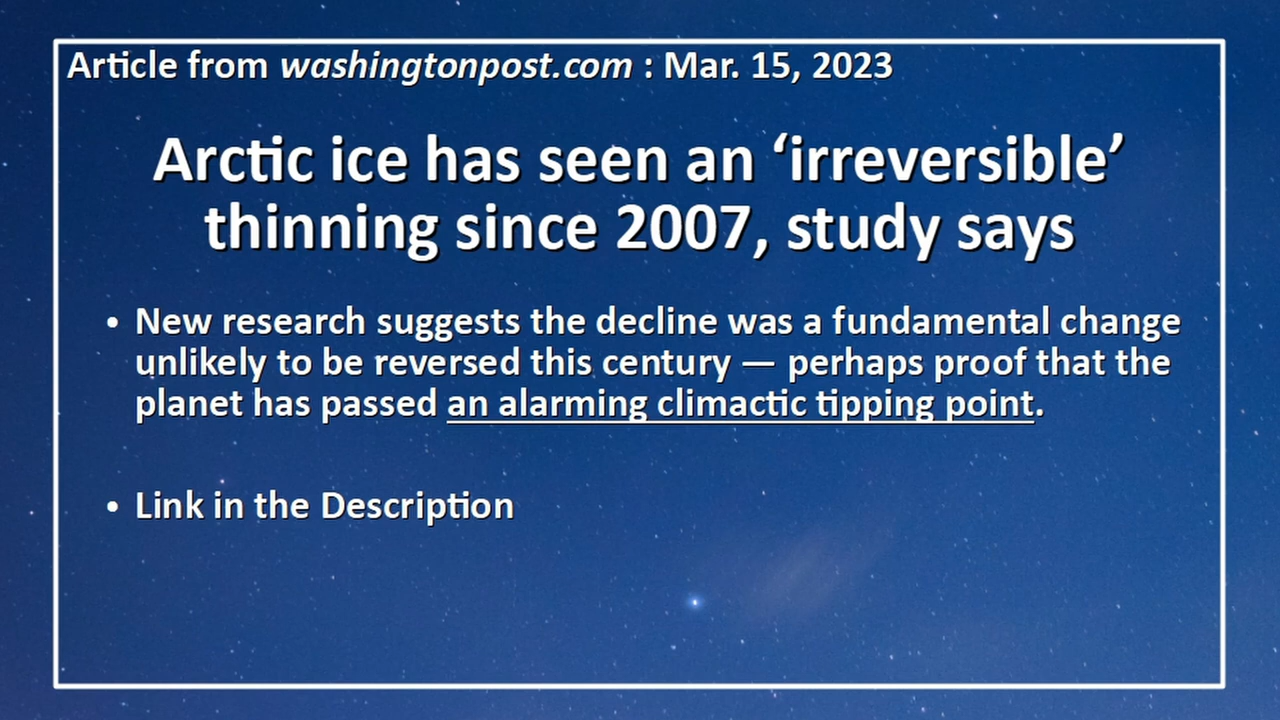 Article from washingtonpost.com : Mar. 15, 2023
Arctic ice has seen an ‘irreversible’
thinning since 2007, study says
• New research suggests the decline was a fundamental change
unlikely to be reversed this century — perhaps proof that the
planet has passed an alarming climactic tipping point.
• Link in the Description